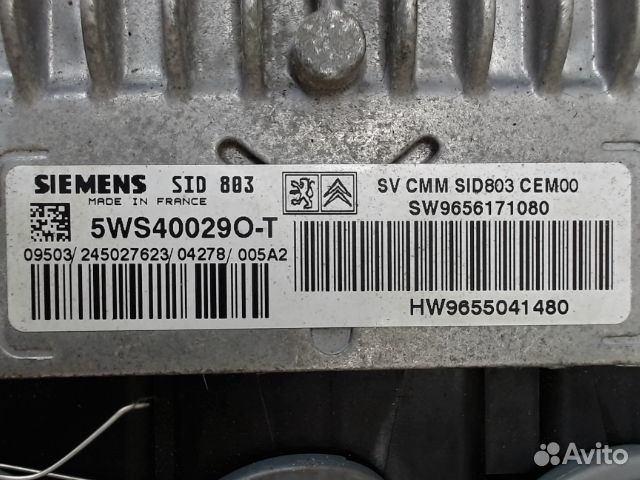 SIEMENS SID 803
MADE IN FRANCE
5WS40029O-T
09503/245027623/04278/005A2
SV CMM SID803 CEM00
SW9656171080
HW9655041480
Avito